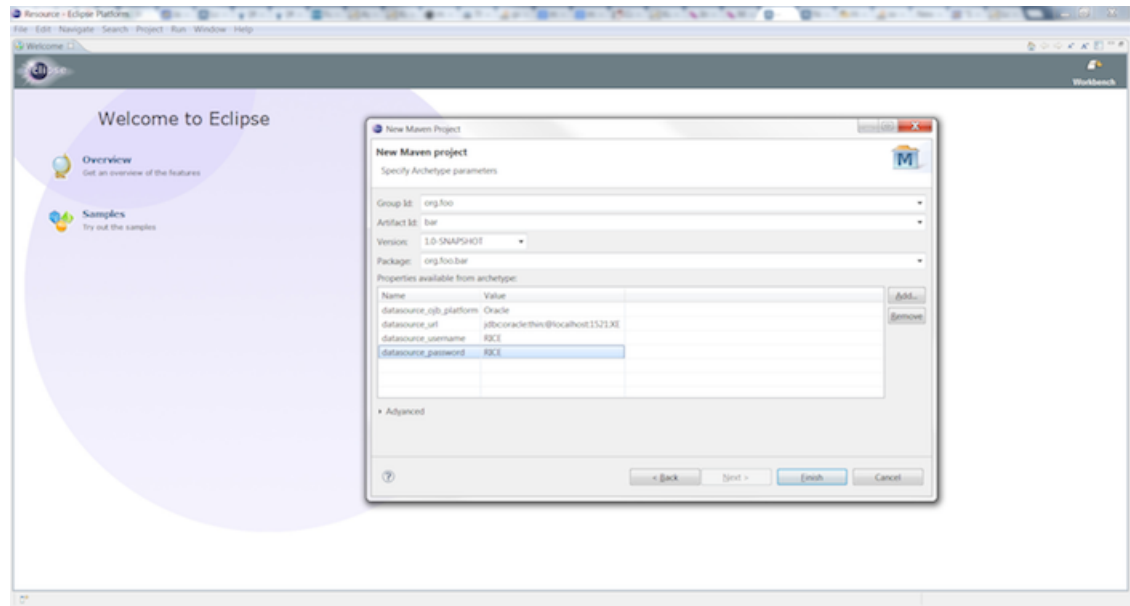 Resource - Eclipse Platform
File Edit Navigate Search Project Run Window Help
Welcome
eclipse
Workbench
Welcome to Eclipse
Overview
Get an overview of the features
Samples
Try out the samples
New Maven Project
New Maven project
Specify Archetype parameters
M
Group Id: org.foo
Artifact Id: bar
Version: 1.0-SNAPSHOT
Package: org.foo.bar
Properties available from archetype:
Name Value
datasource_ojb_platform Oracle
datasource_url jdbc:oracle:thin:@localhost:1521:XE
datasource_username RICE
datasource_password RICE
Add...
Remove
Advanced
?
< Back Next > Finish Cancel